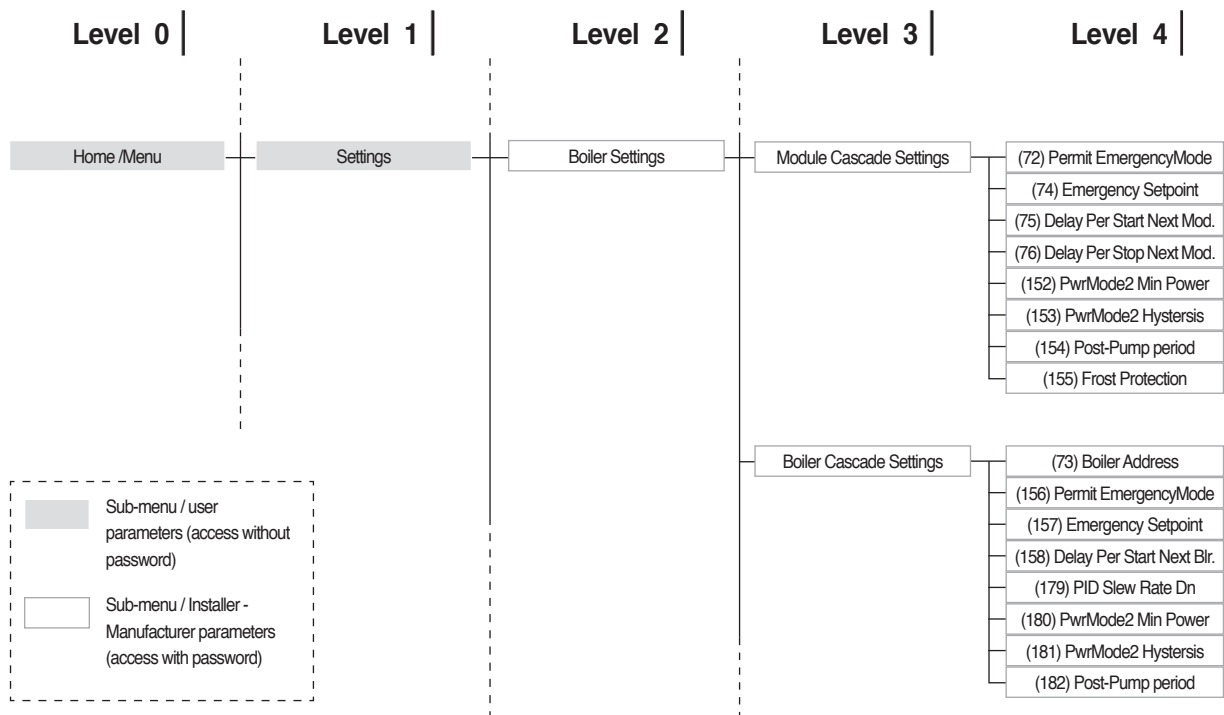 Level 0
Level 1
Level 2
Level 3
Level 4
Home /Menu
Settings
Boiler Settings
Module Cascade Settings
(72) Permit EmergencyMode
(74) Emergency Setpoint
(75) Delay Per Start Next Mod.
(76) Delay Per Stop Next Mod.
(152) PwrMode2 Min Power
(153) PwrMode2 Hystersis
(154) Post-Pump period
(155) Frost Protection
Boiler Cascade Settings
(73) Boiler Address
(156) Permit EmergencyMode
(157) Emergency Setpoint
(158) Delay Per Start Next Blr.
(179) PID Slew Rate Dn
(180) PwrMode2 Min Power
(181) PwrMode2 Hystersis
(182) Post-Pump period
Sub-menu / user
parameters (access without
password)
Sub-menu / Installer -
Manufacturer parameters
(access with password)